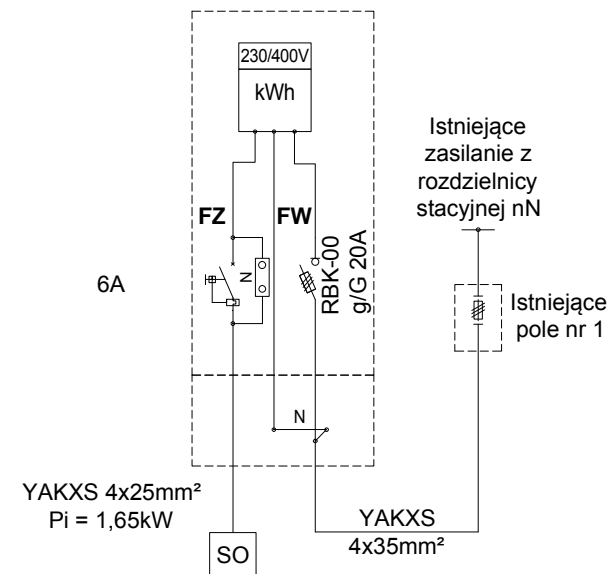 230/400V
kWh
Istniejące
zasilanie z
rozdzielnicy
stacyjnej nN
FZ
FW
N
RBK-00
g/G 20A
6A
Istniejące
pole nr 1
N
YAKXS 4x25mm²
Pi = 1,65kW
YAKXS
4x35mm²
SO